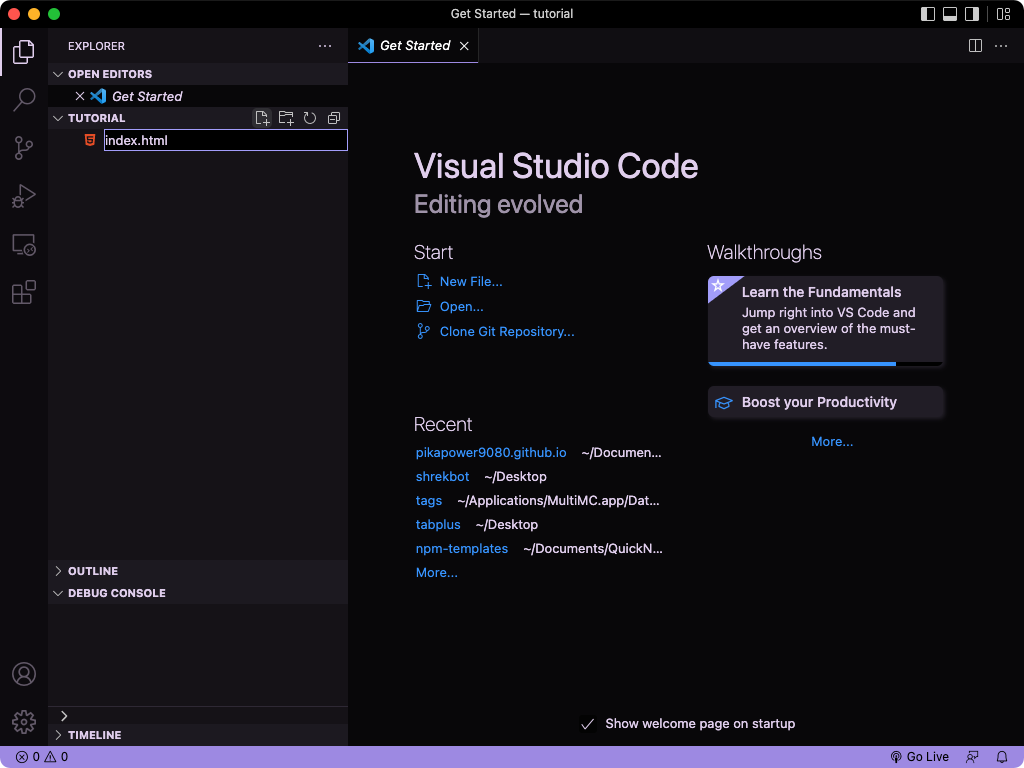 Get Started — tutorial
EXPLORER
Get Started
OPEN EDITORS
Get Started
TUTORIAL
index.html
Visual Studio Code
Editing evolved
Start
New File...
Open...
Clone Git Repository...
Walkthroughs
Learn the Fundamentals
Jump right into VS Code and
get an overview of the must-
have features.
Boost your Productivity
More...
Recent
pikapower9080.github.io ~/Documen...
shrekbot ~/Desktop
tags ~/Applications/MultiMC.app/Dat...
tabplus ~/Desktop
npm-templates ~/Documents/QuickN...
More...
OUTLINE
DEBUG CONSOLE
Show welcome page on startup
TIMELINE
0 0
Go Live